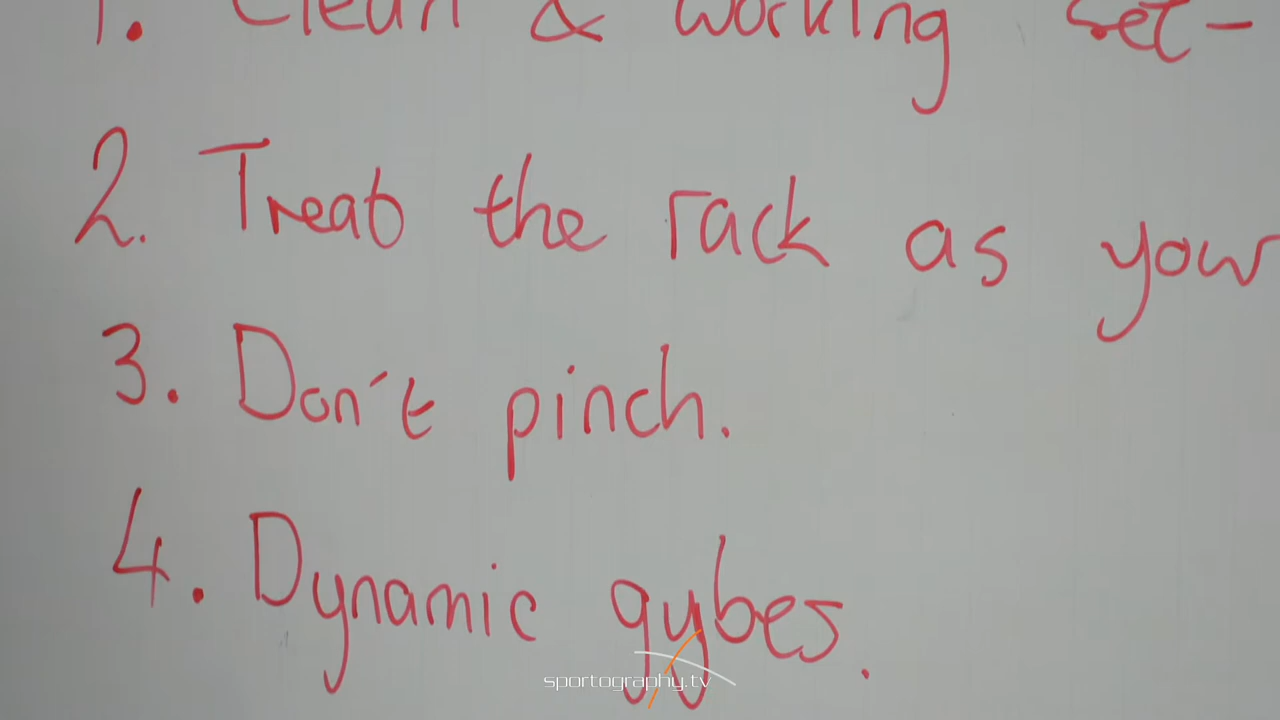 1. Clean & working set-
2. Treat the rack as your
3. Don't pinch.
4. Dynamic gybes.
sportography.tv